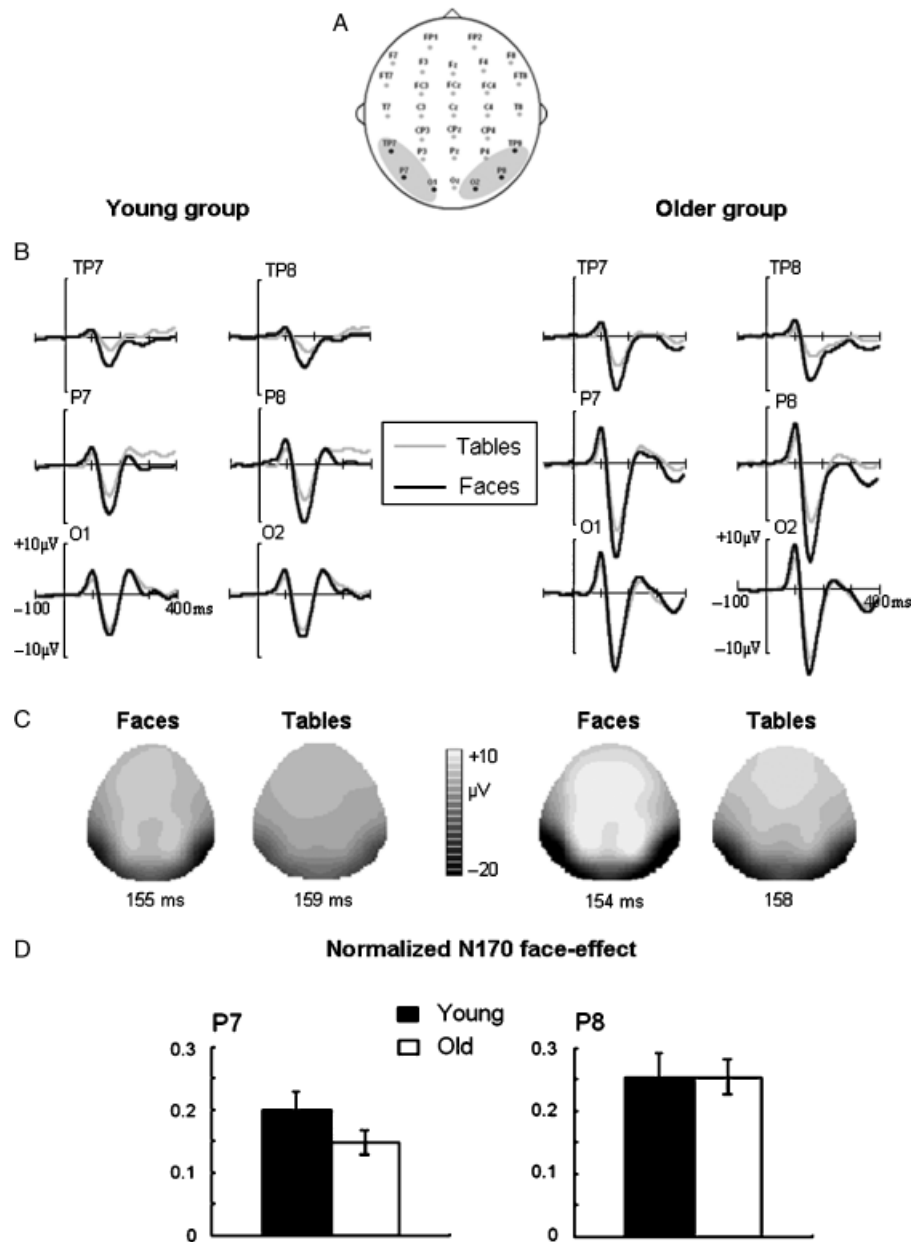 A
FP1 FP2
F7 F3 Fz F4 F8
FT7 FC3 FCz FC4 FT8
T7 C3 Cz C4 T8
CP3 CPz CP4
TP7 P3 Pz P4 TP8
P7 O1 Oz O2 P8
Young group Older group
B
TP7 TP8 TP7 TP8
P7 P8 P7 P8
Tables
Faces
O1 O2 O1 O2
+10μV +10μV
-100 400ms -100 400ms
-10μV -10μV
C
Faces Tables Faces Tables
+10
μV
-20
155 ms 159 ms 154 ms 158
D Normalized N170 face-effect
Young
Old
P7 P8
0.3 0.3
0.2 0.2
0.1 0.1
0 0